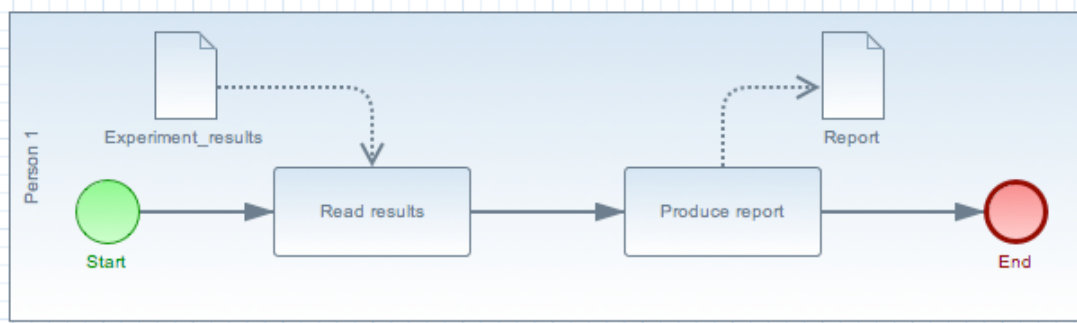 Person 1
Experiment_results
Report
Read results
Produce report
Start
End